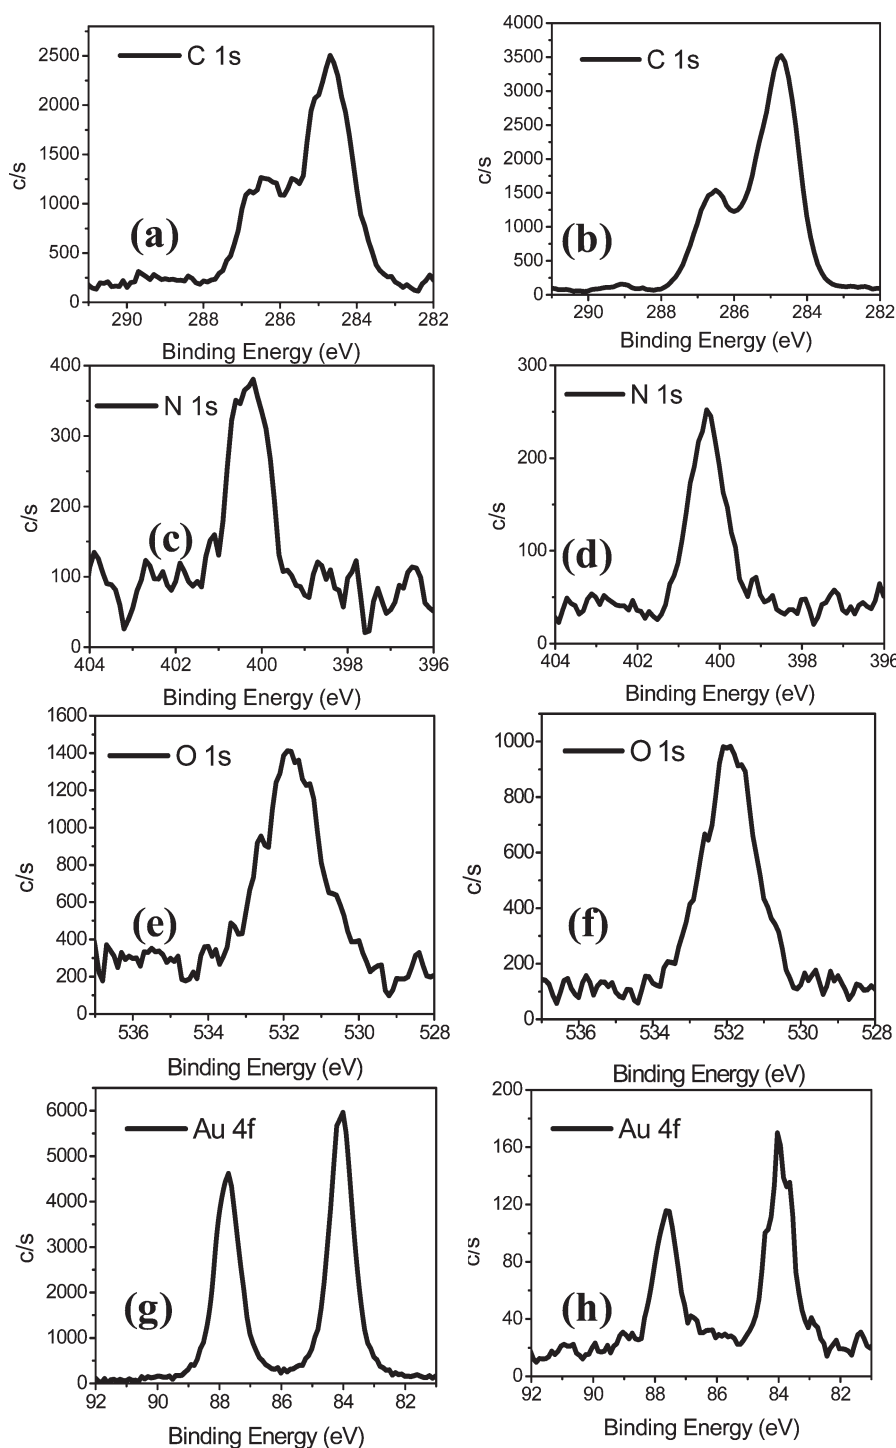 C 1s
c/s
2500
2000
1500
1000
500
0
(a)
290 288 286 284 282
Binding Energy (eV)
C 1s
c/s
4000
3500
3000
2500
2000
1500
1000
500
0
(b)
290 288 286 284 282
Binding Energy (eV)
N 1s
c/s
400
300
200
100
0
(c)
404 402 400 398 396
Binding Energy (eV)
N 1s
c/s
300
200
100
0
(d)
404 402 400 398 396
Binding Energy (eV)
O 1s
c/s
1600
1400
1200
1000
800
600
400
200
0
(e)
536 534 532 530 528
Binding Energy (eV)
O 1s
c/s
1000
800
600
400
200
0
(f)
536 534 532 530 528
Binding Energy (eV)
Au 4f
c/s
6000
5000
4000
3000
2000
1000
0
(g)
92 90 88 86 84 82
Binding Energy (eV)
Au 4f
c/s
200
160
120
80
40
0
(h)
92 90 88 86 84 82
Binding Energy (eV)